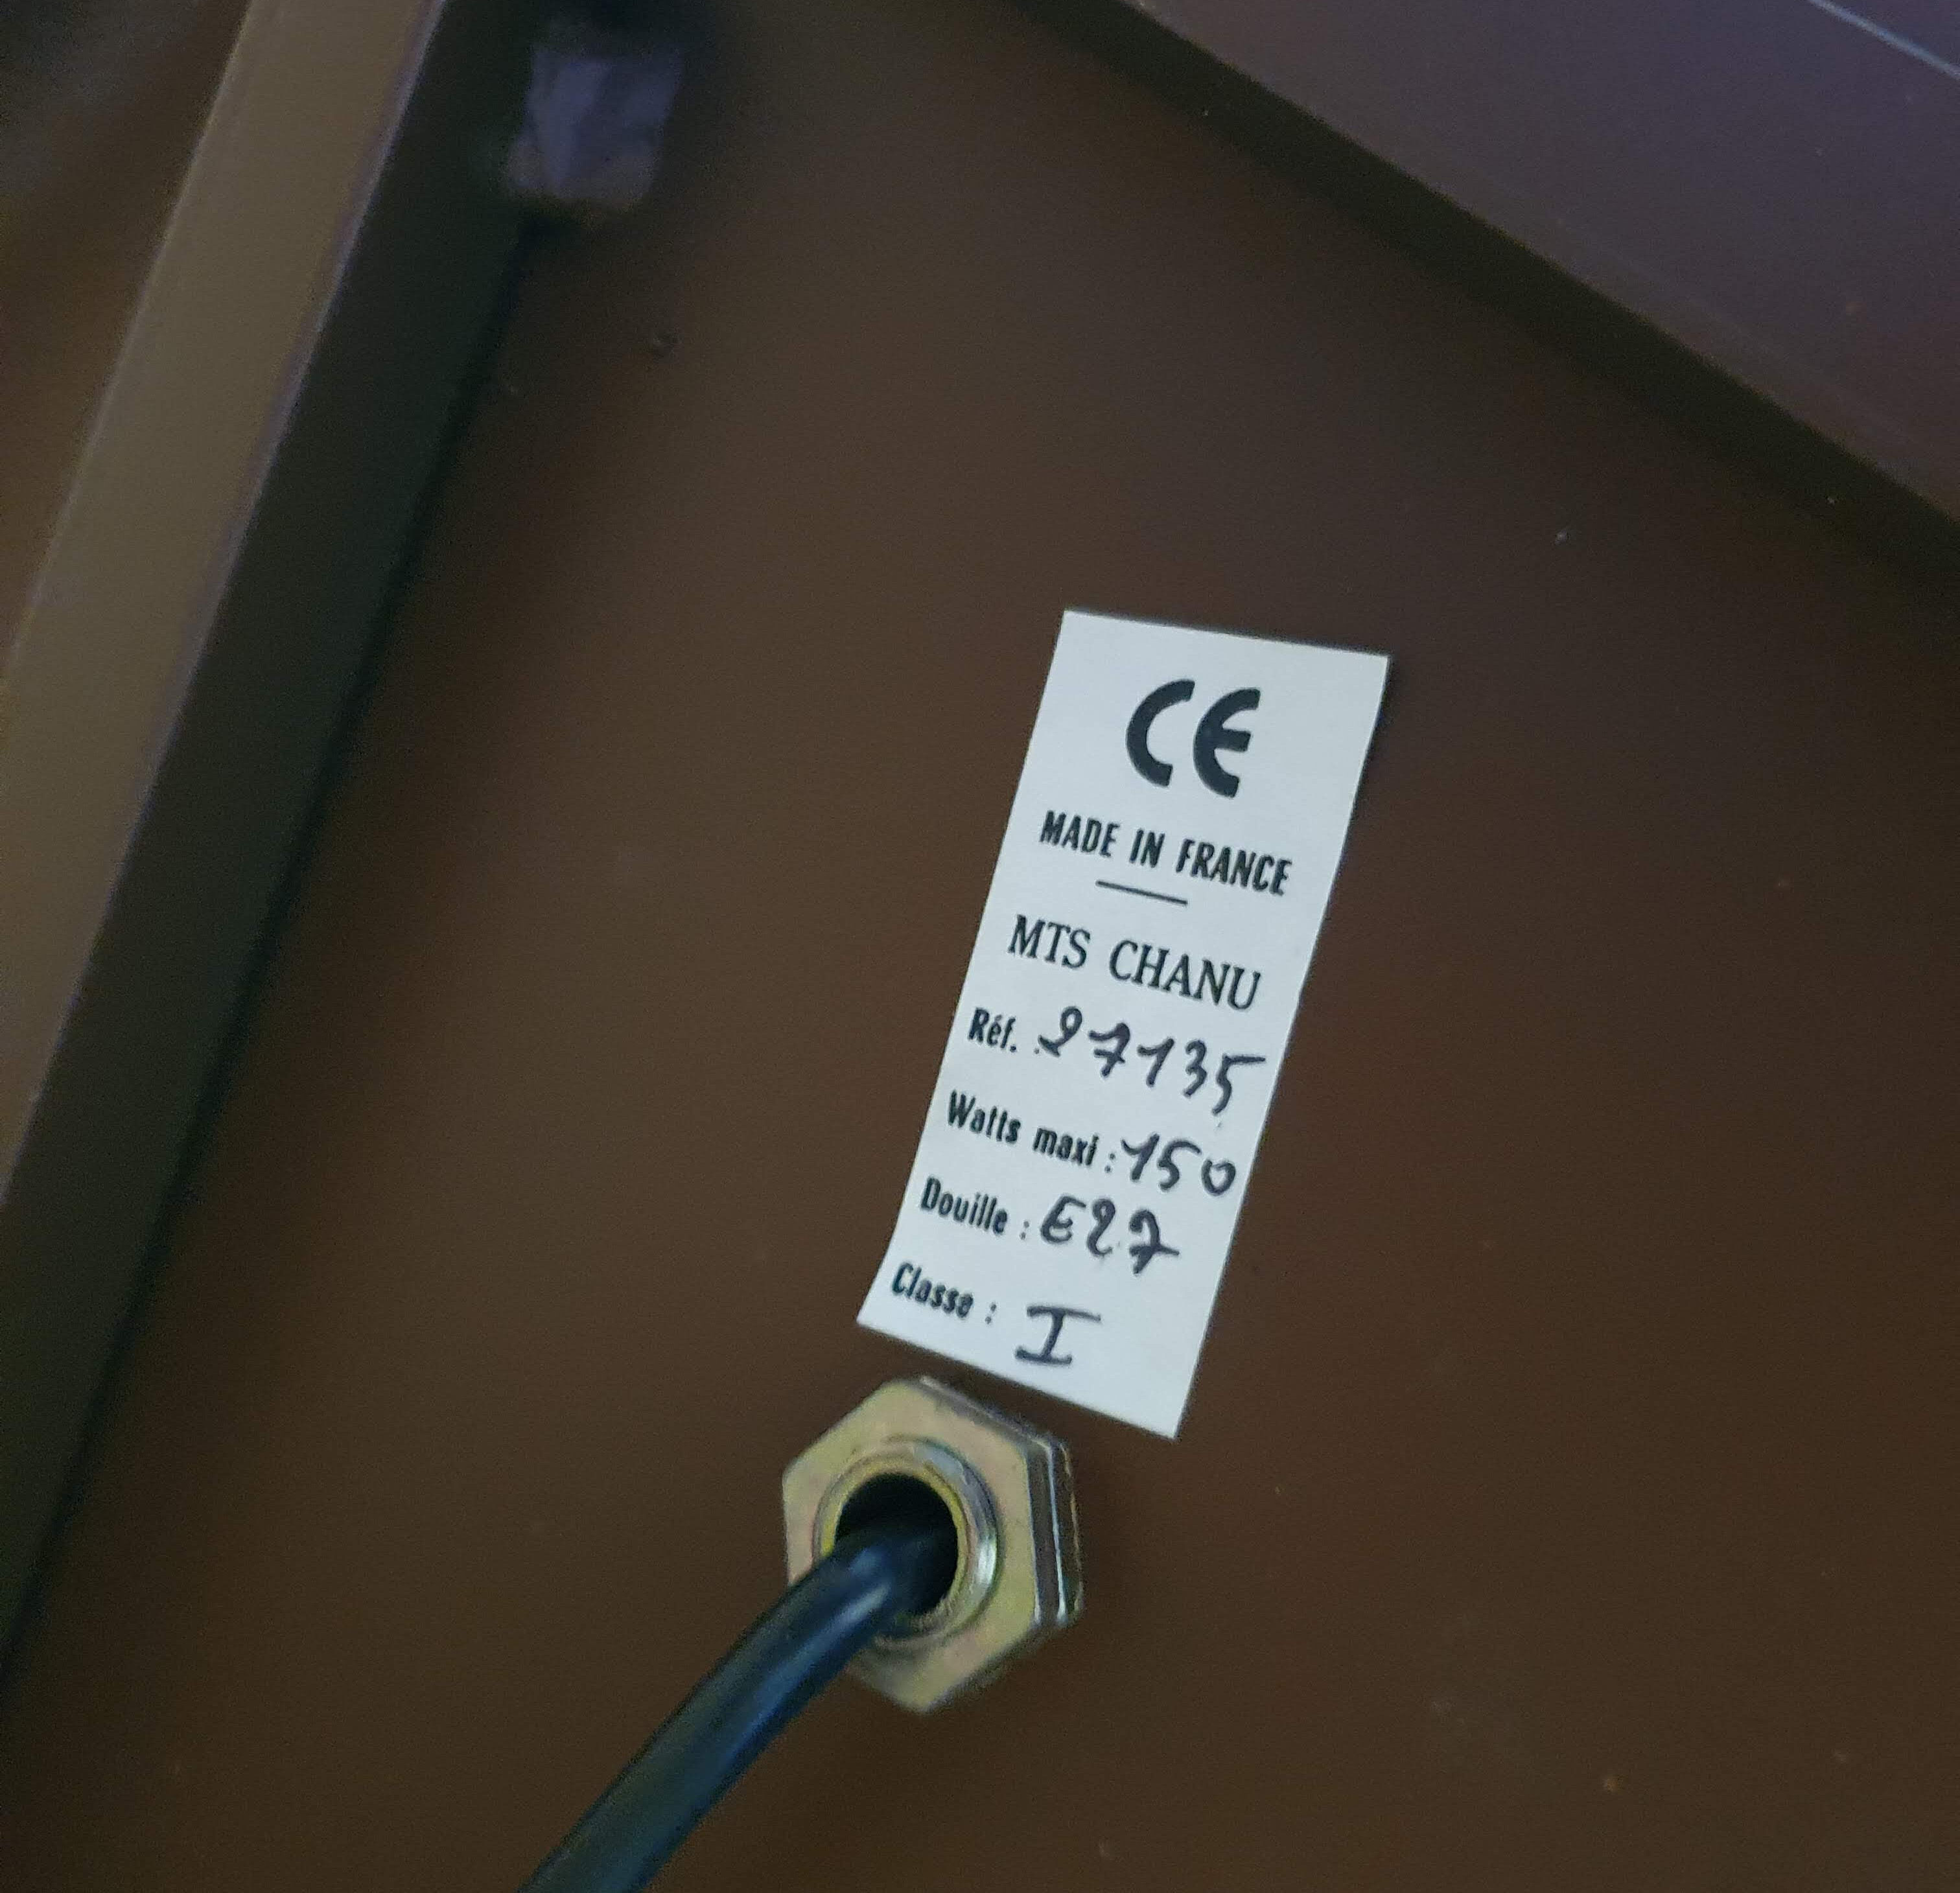 CE
MADE IN FRANCE
MTS CHANU
Réf. : 27135
Watts maxi : 150
Douille : E27
Classe : I